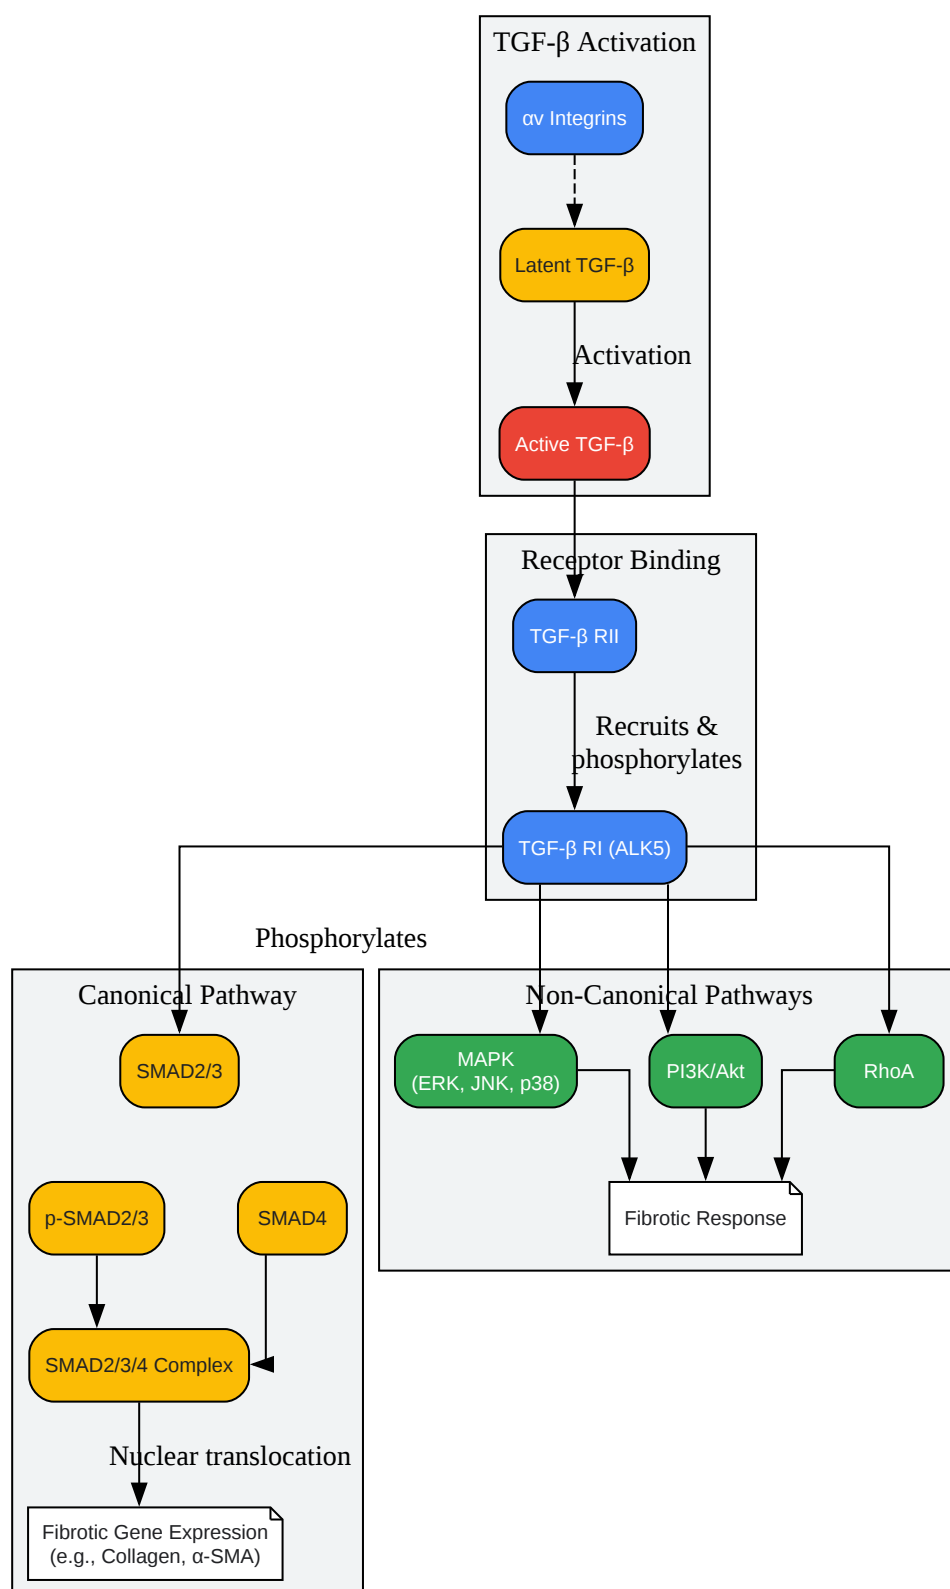 TGF-β Activation
αv Integrins
Latent TGF-β
Activation
Active TGF-β
Receptor Binding
TGF-β RII
Recruits &
phosphorylates
TGF-β RI (ALK5)
Phosphorylates
Canonical Pathway
SMAD2/3
p-SMAD2/3
SMAD4
SMAD2/3/4 Complex
Nuclear translocation
Fibrotic Gene Expression
(e.g., Collagen, α-SMA)
Non-Canonical Pathways
MAPK
(ERK, JNK, p38)
PI3K/Akt
RhoA
Fibrotic Response